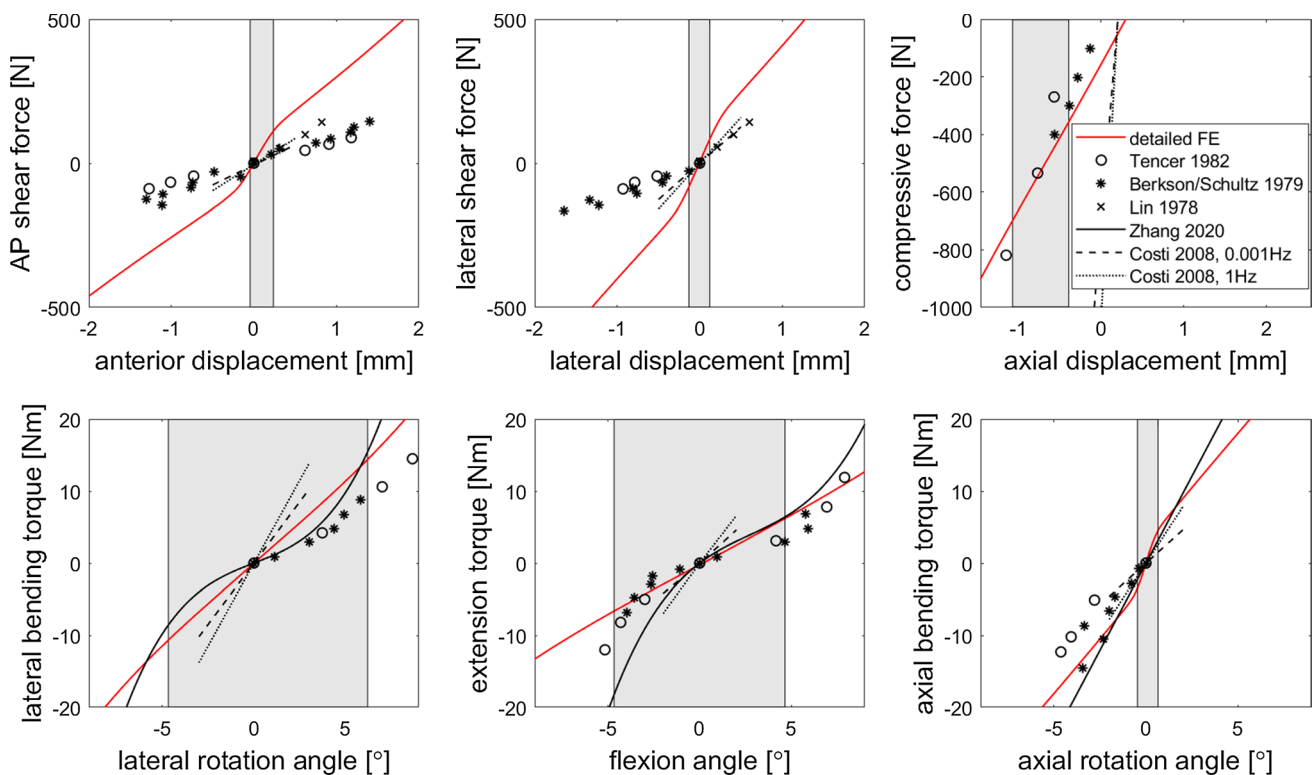 500
0
-500
AP shear force [N]
-2
-1
0
1
2
anterior displacement [mm]
500
0
-500
lateral shear force [N]
-2
-1
0
1
2
lateral displacement [mm]
0
-200
-400
-600
-800
-1000
compressive force [N]
-1
0
1
2
axial displacement [mm]
detailed FE
Tencer 1982
Berkson/Schultz 1979
Lin 1978
Zhang 2020
Costi 2008, 0.001Hz
Costi 2008, 1Hz
20
10
0
-10
-20
lateral bending torque [Nm]
-5
0
5
lateral rotation angle [°]
20
10
0
-10
-20
extension torque [Nm]
-5
0
5
flexion angle [°]
20
10
0
-10
-20
axial bending torque [Nm]
-5
0
5
axial rotation angle [°]